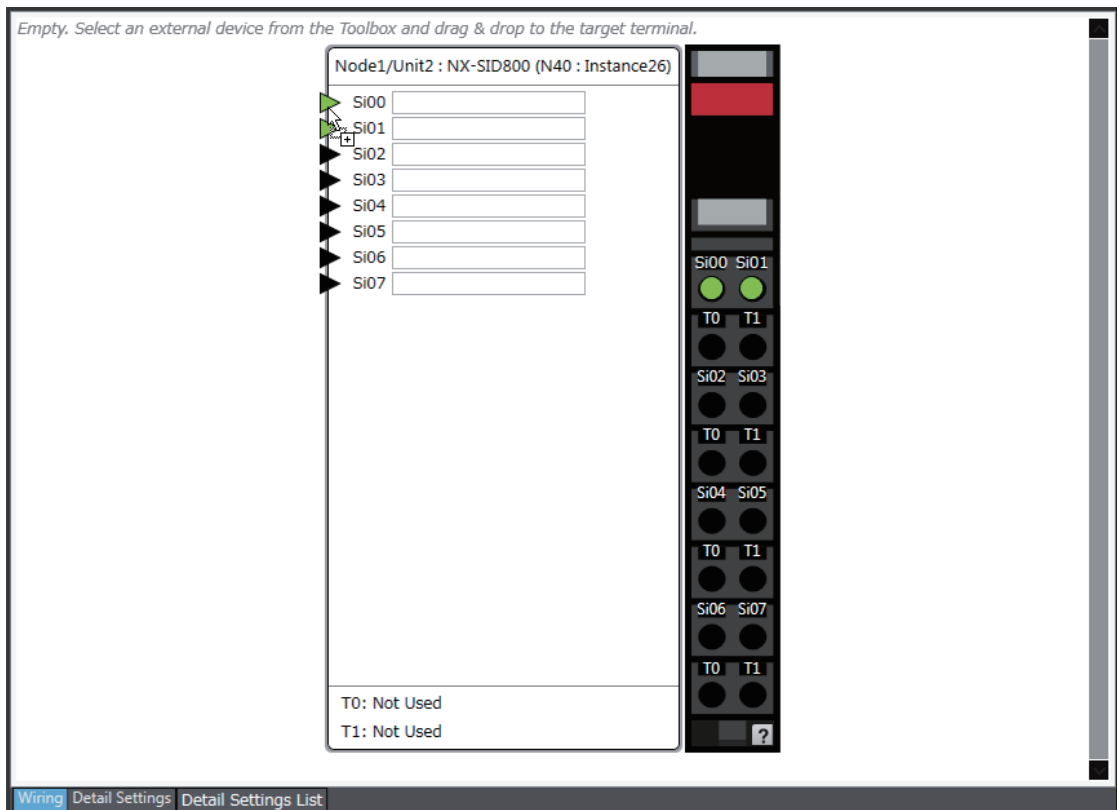 Empty. Select an external device from the Toolbox and drag & drop to the target terminal.
Node1/Unit2 : NX-SID800 (N40 : Instance26)
Si00
Si01
Si02
Si03
Si04
Si05
Si06
Si07
Si00 Si01
T0 T1
Si02 Si03
T0 T1
Si04 Si05
T0 T1
Si06 Si07
T0 T1
T0: Not Used
T1: Not Used
?
Wiring Detail Settings Detail Settings List